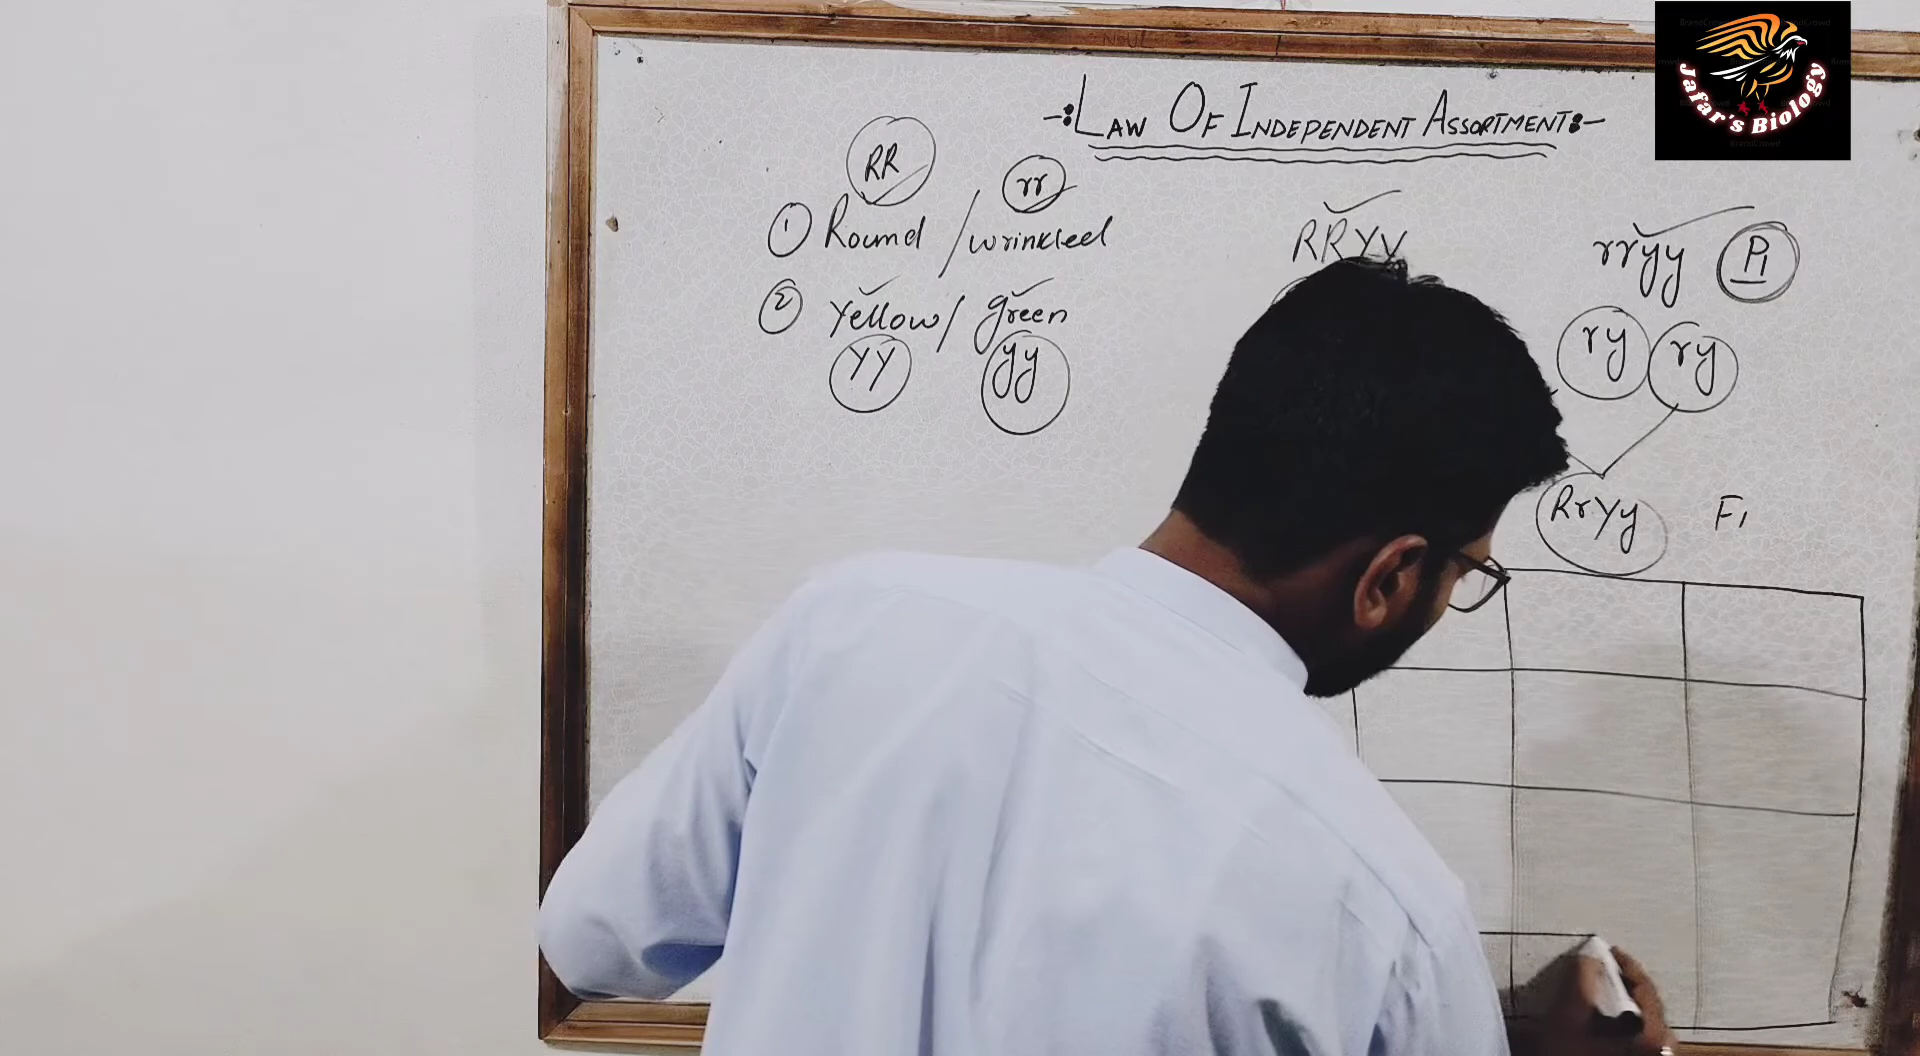 -:LAW OF INDEPENDENT ASSORTMENT:-
RR
rr
① Round / wrinkled
② Yellow / green
YY
yy
RRYY
rryy P1
ry ry
RrYy F1
Jafar's Biology